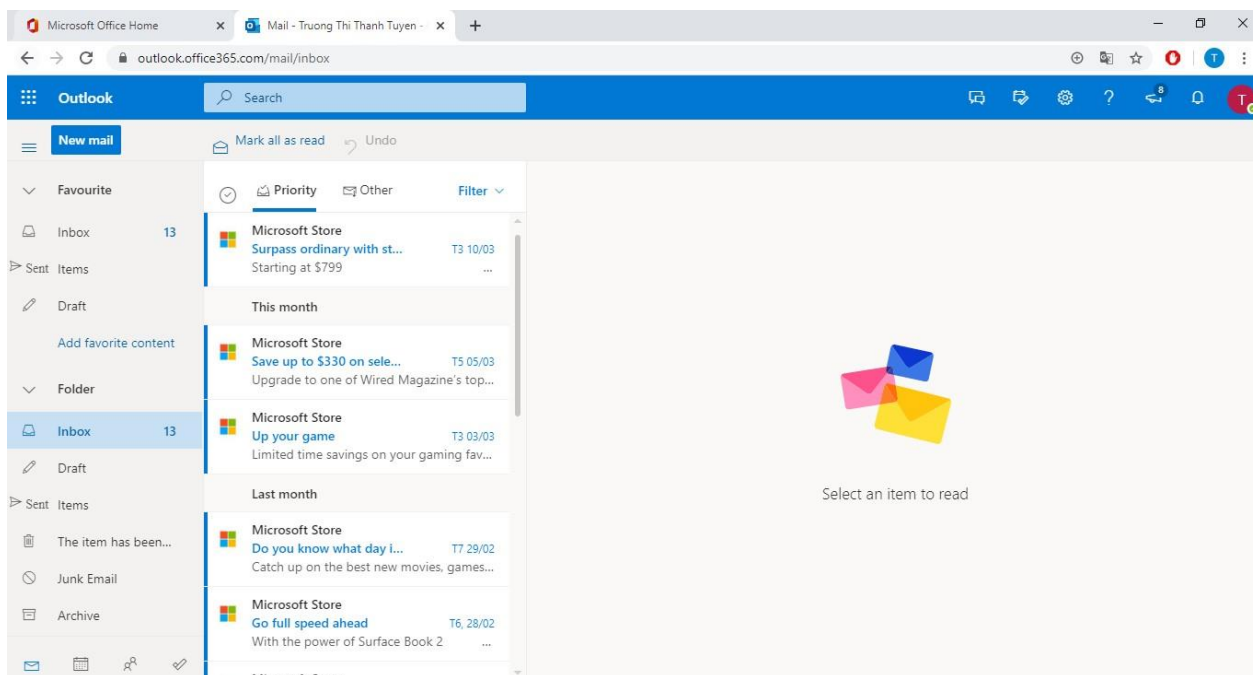 Microsoft Office Home
Mail - Truong Thi Thanh Tuyen -
outlook.office365.com/mail/inbox
T
Outlook
Search
8
T
New mail
Mark all as read
Undo
Favourite
Priority
Other
Filter
Inbox 13
Sent Items
Draft
Add favorite content
Folder
Inbox 13
Draft
Sent Items
The item has been...
Junk Email
Archive
Microsoft Store
Surpass ordinary with st... T3 10/03
Starting at $799 ...
This month
Microsoft Store
Save up to $330 on sele... T5 05/03
Upgrade to one of Wired Magazine's top...
Microsoft Store
Up your game T3 03/03
Limited time savings on your gaming fav...
Last month
Microsoft Store
Do you know what day i... T7 29/02
Catch up on the best new movies, games...
Microsoft Store
Go full speed ahead T6, 28/02
With the power of Surface Book 2 ...
Select an item to read